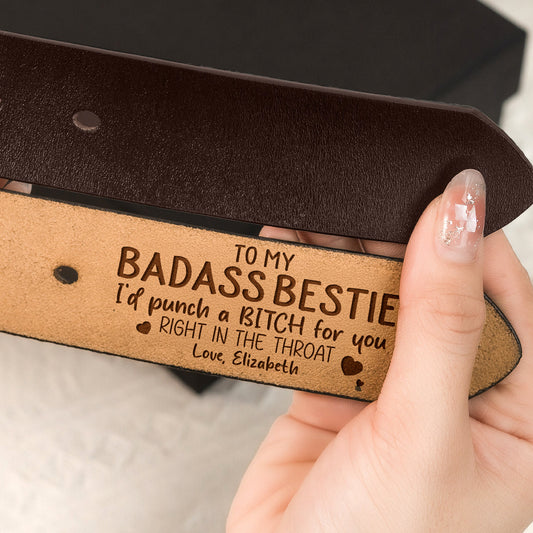 TO MY
BADASS BESTIE
I'd punch a BITCH for you
RIGHT IN THE THROAT
Love, Elizabeth